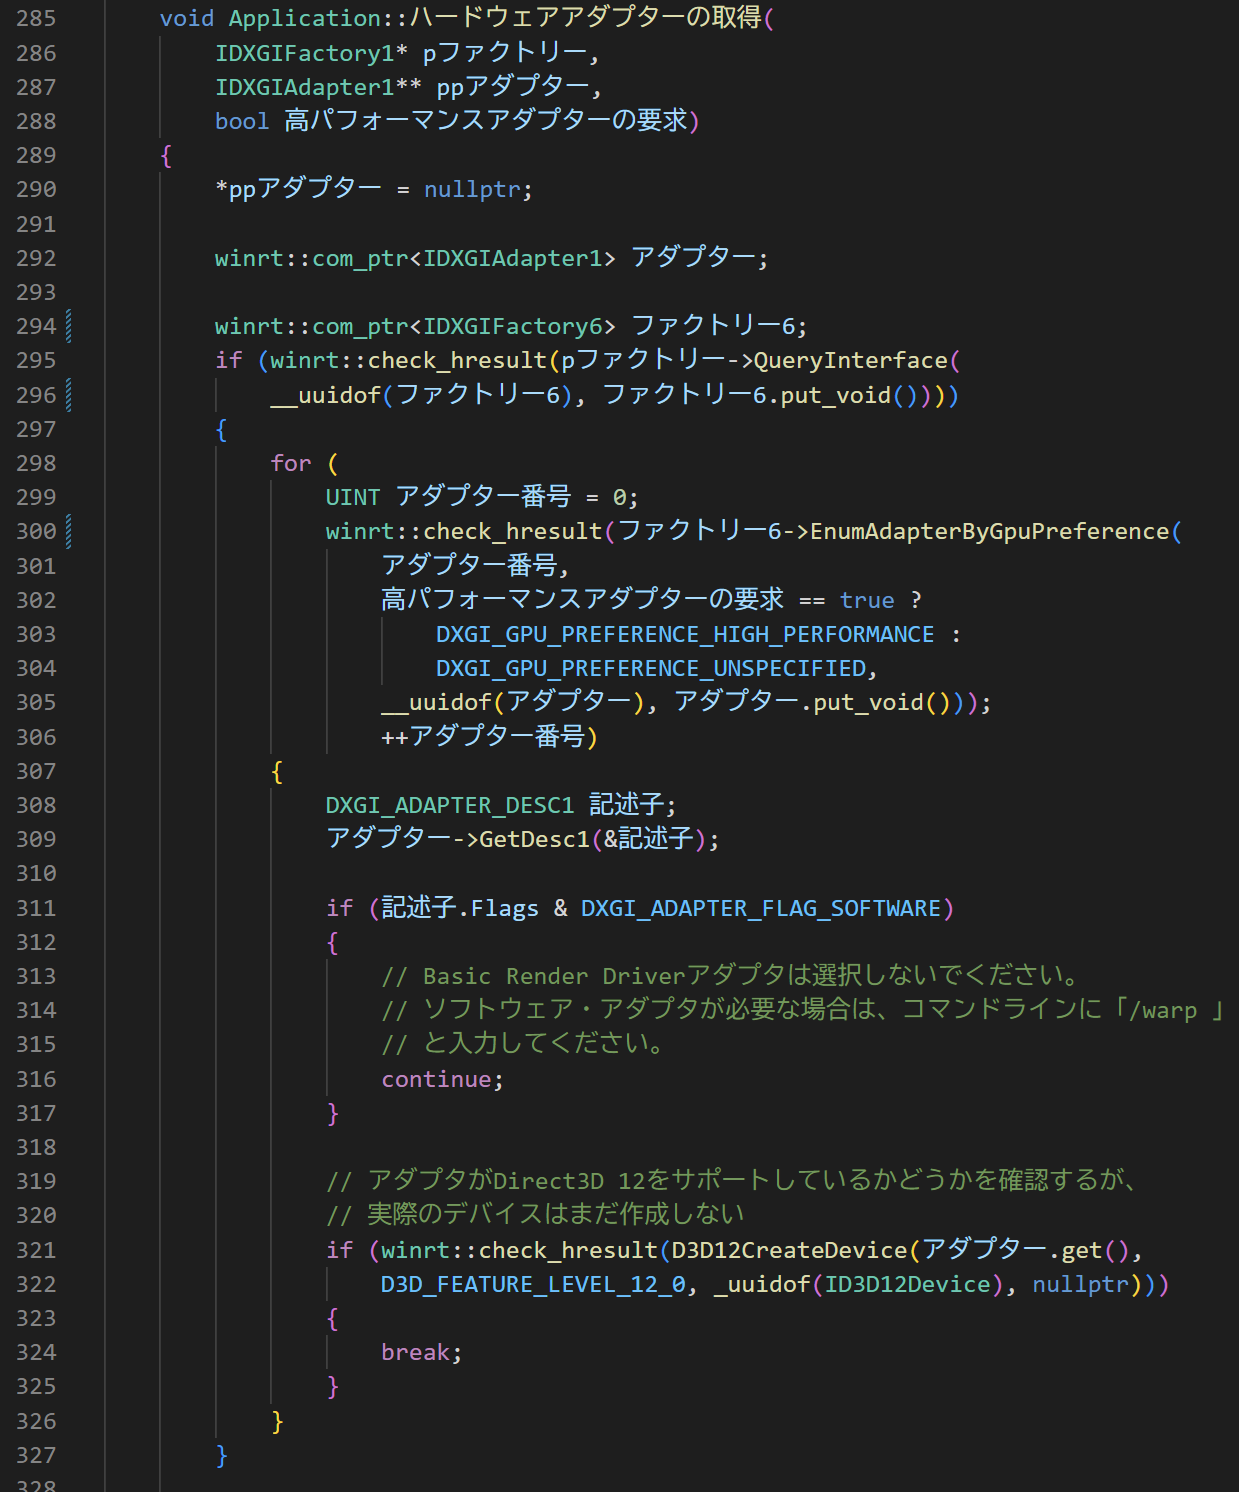 285 void Application::ハードウェアアダプターの取得(
286 IDXGIFactory1* pファクトリー,
287 IDXGIAdapter1** ppアダプター,
288 bool 高パフォーマンスアダプターの要求)
289 {
290 *ppアダプター = nullptr;
291
292 winrt::com_ptr<IDXGIAdapter1> アダプター;
293
294 winrt::com_ptr<IDXGIFactory6> ファクトリー6;
295 if (winrt::check_hresult(pファクトリー->QueryInterface(
296 __uuidof(ファクトリー6), ファクトリー6.put_void())))
297 {
298 for (
299 UINT アダプター番号 = 0;
300 winrt::check_hresult(ファクトリー6->EnumAdapterByGpuPreference(
301 アダプター番号,
302 高パフォーマンスアダプターの要求 == true ?
303 DXGI_GPU_PREFERENCE_HIGH_PERFORMANCE :
304 DXGI_GPU_PREFERENCE_UNSPECIFIED,
305 __uuidof(アダプター), アダプター.put_void()));
306 ++アダプター番号)
307 {
308 DXGI_ADAPTER_DESC1 記述子;
309 アダプター->GetDesc1(&記述子);
310
311 if (記述子.Flags & DXGI_ADAPTER_FLAG_SOFTWARE)
312 {
313 // Basic Render Driverアダプタは選択しないでください。
314 // ソフトウェア・アダプタが必要な場合は、コマンドラインに「/warp 」
315 // と入力してください。
316 continue;
317 }
318
319 // アダプタがDirect3D 12をサポートしているかどうかを確認するが、
320 // 実際のデバイスはまだ作成しない
321 if (winrt::check_hresult(D3D12CreateDevice(アダプター.get(),
322 D3D_FEATURE_LEVEL_12_0, _uuidof(ID3D12Device), nullptr)))
323 {
324 break;
325 }
326 }
327 }
328